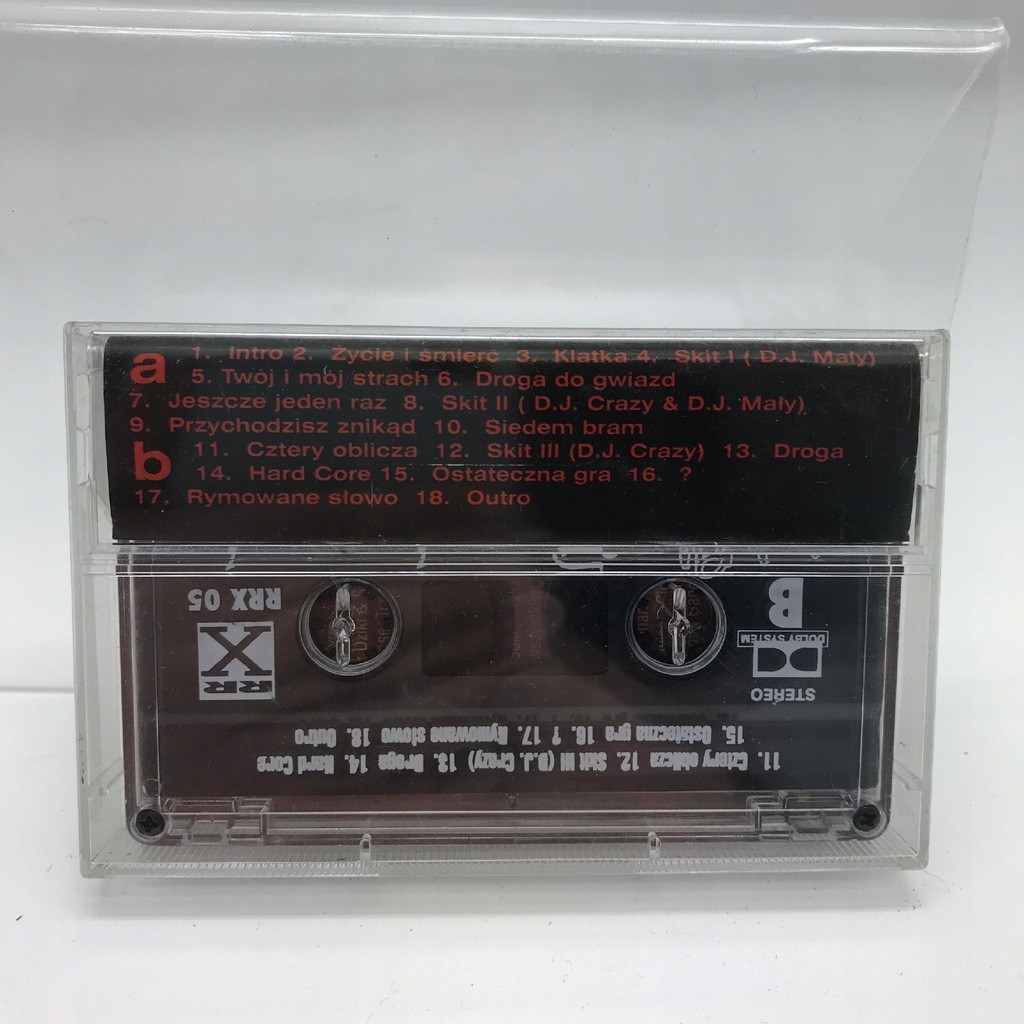 a
1. Intro 2. Życie i śmierć 3. Klatka 4. Skit I ( D.J. Mały)
5. Twój i mój strach 6. Droga do gwiazd
7. Jeszcze jeden raz 8. Skit II ( D.J. Crazy & D.J. Mały)
9. Przychodzisz znikąd 10. Siedem bram
b
11. Cztery oblicza 12. Skit III (D.J. Crazy) 13. Droga
14. Hard Core 15. Ostateczna gra 16. ?
17. Rymowane słowo 18. Outro
11. Cztery oblicza 12. Skit III (D.J. Crazy) 13. Droga 14. Hard Core
15. Ostateczna gra 16. ? 17. Rymowane słowo 18. Outro
STEREO
DOLBY SYSTEM
B
RR
X
RRX 05